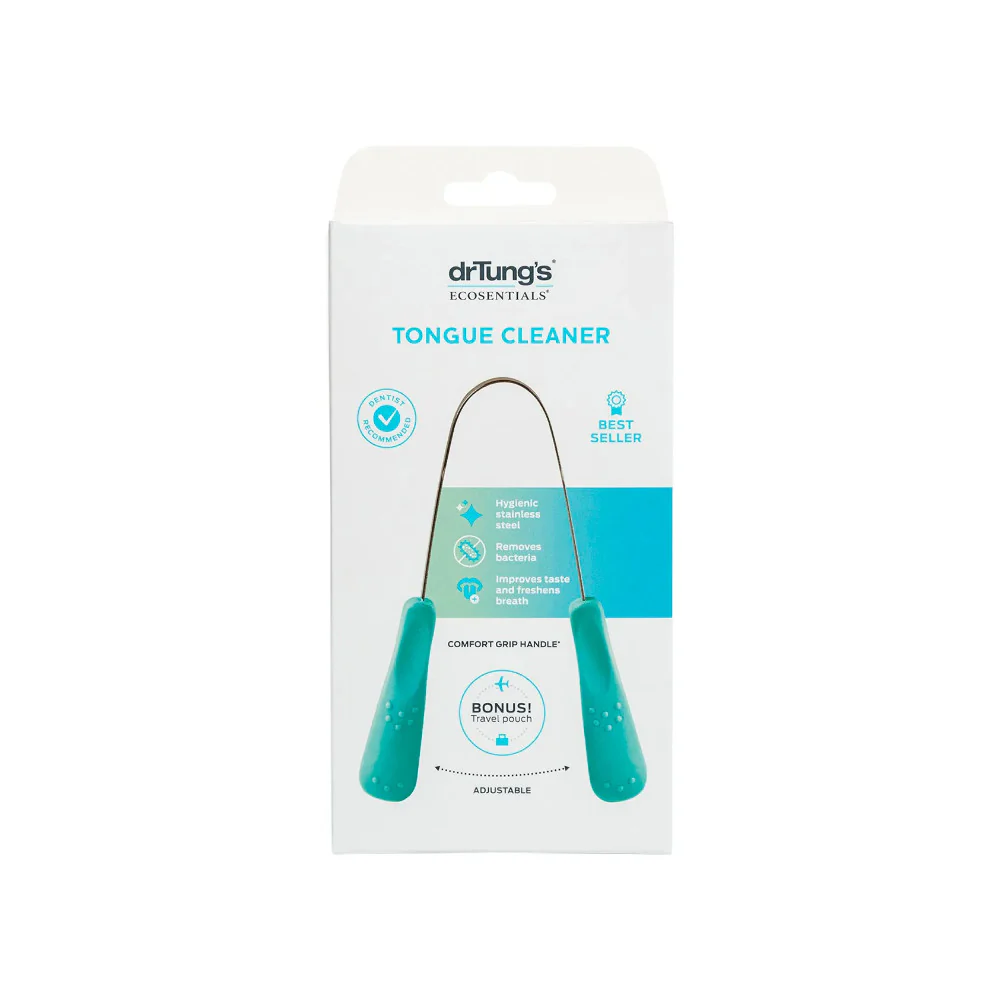 drTung's®
ECOSENTIALS®
TONGUE CLEANER
DENTIST
RECOMMENDED
BEST
SELLER
Hygienic
stainless
steel
Removes
bacteria
Improves taste
and freshens
breath
COMFORT GRIP HANDLE*
BONUS!
Travel pouch
ADJUSTABLE